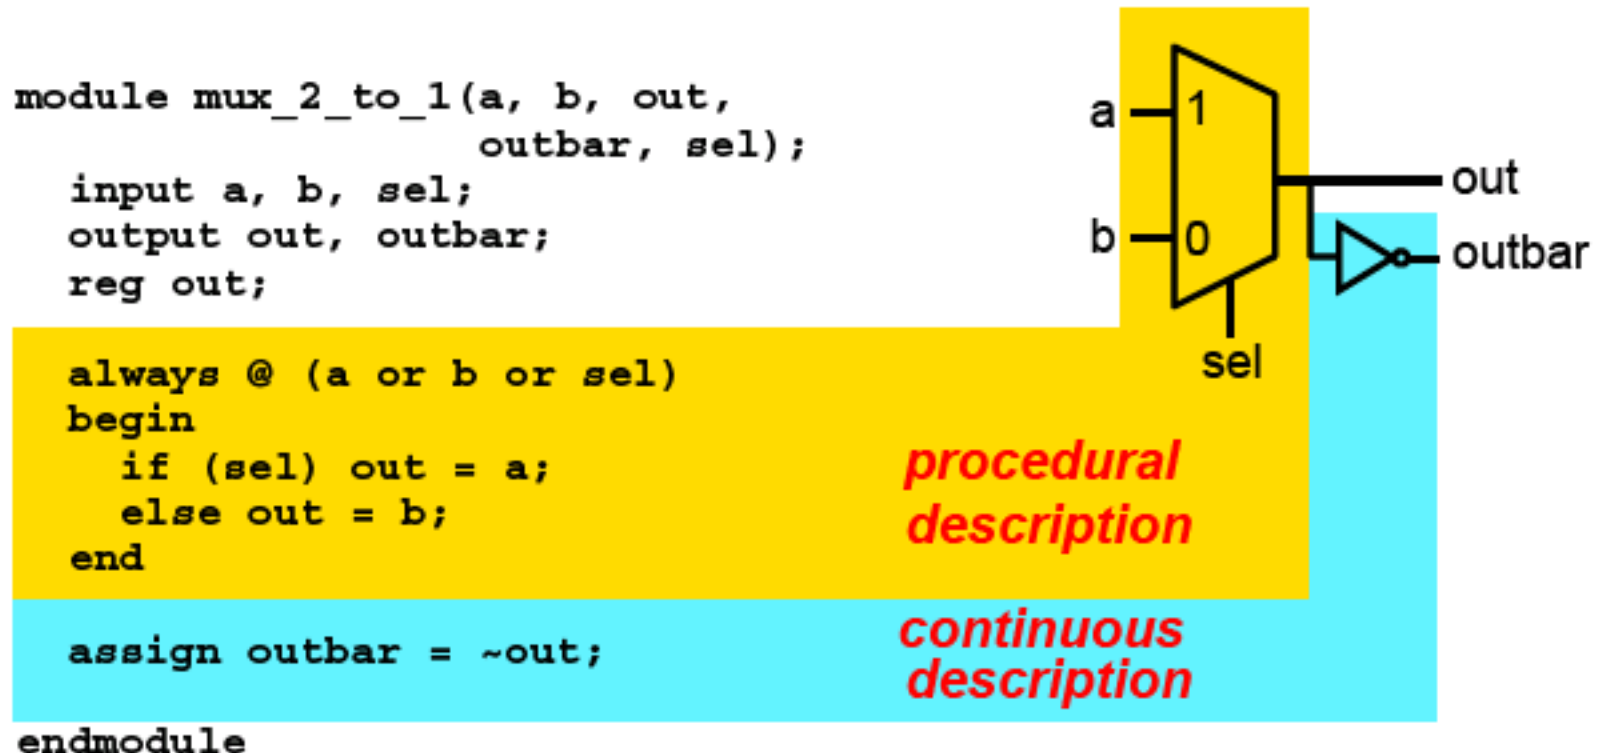 module mux_2_to_1(a, b, out,
outbar, sel);
input a, b, sel;
output out, outbar;
reg out;
always @ (a or b or sel)
begin
if (sel) out = a;
else out = b;
end
procedural
description
assign outbar = ~out;
continuous
description
endmodule
a
1
b
0
sel
out
outbar